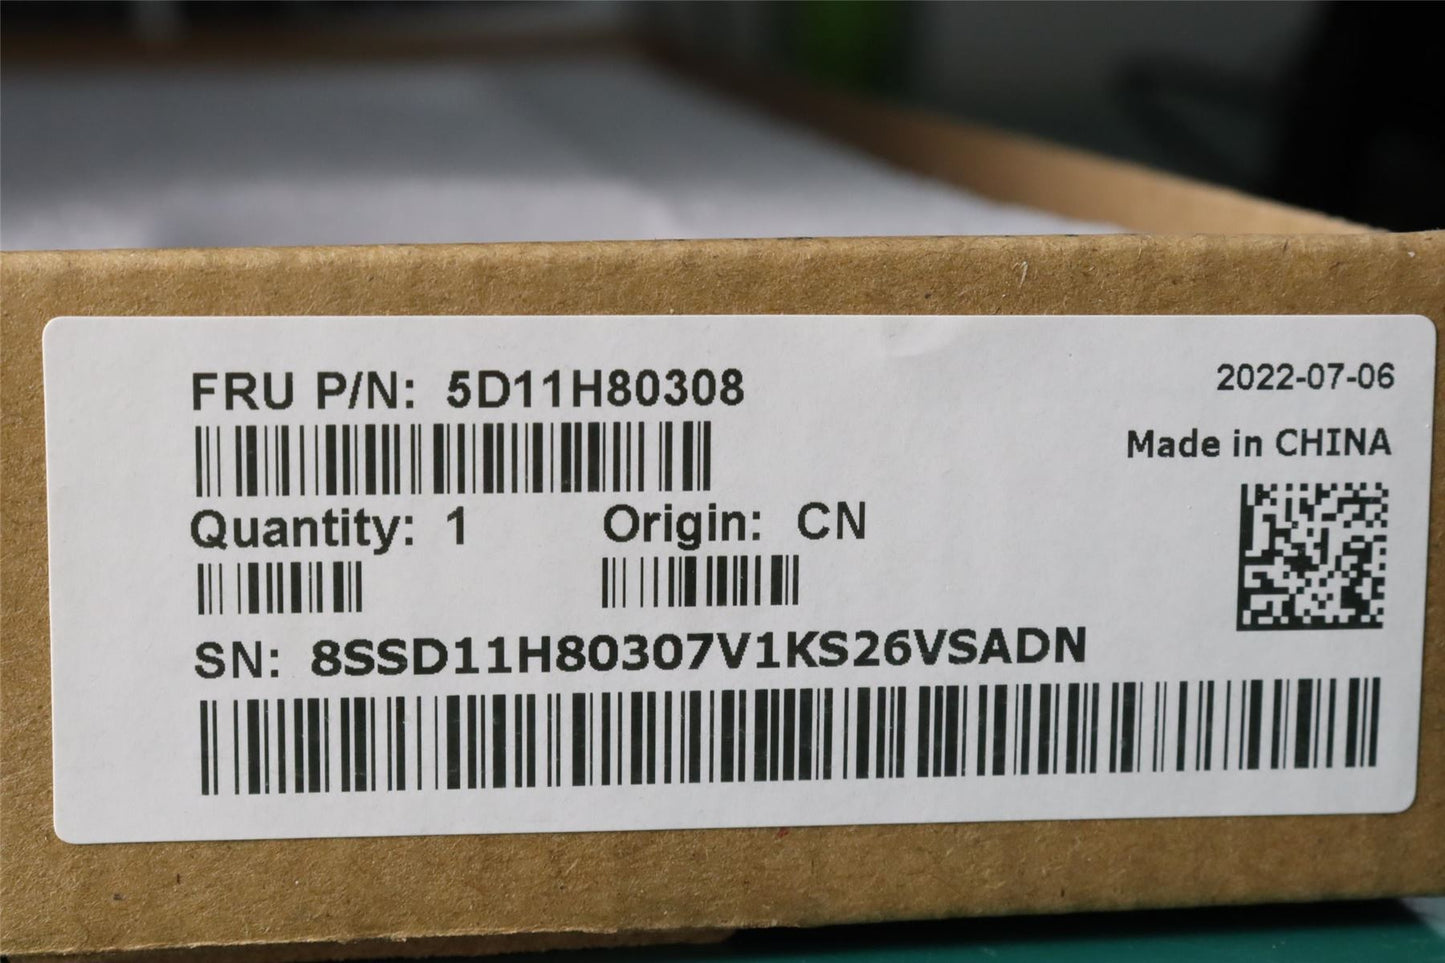 FRU P/N: 5D11H80308
2022-07-06
Made in CHINA
Quantity: 1 Origin: CN
SN: 8SSD11H80307V1KS26VSADN